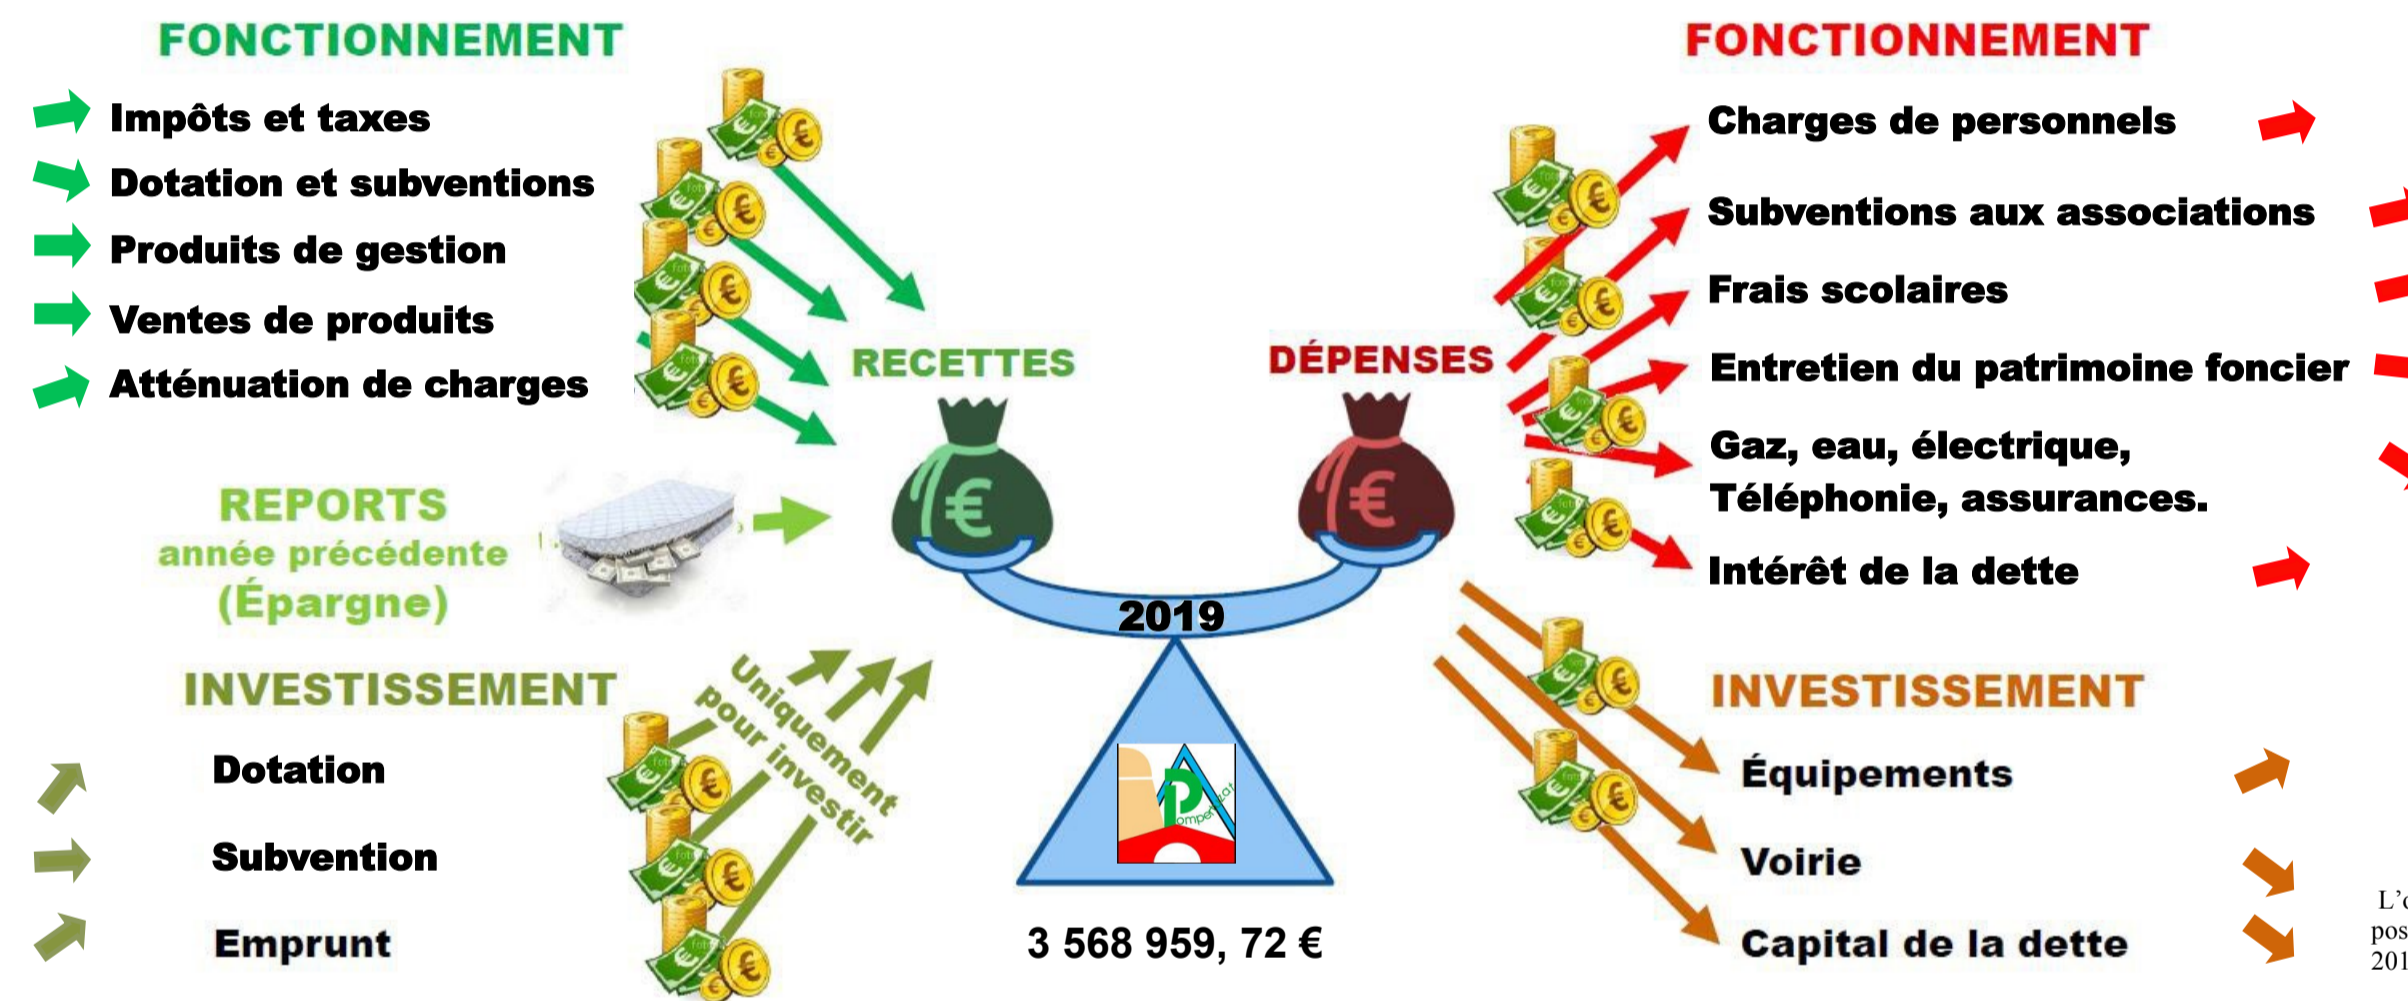 FONCTIONNEMENT
Impôts et taxes
Dotation et subventions
Produits de gestion
Ventes de produits
Atténuation de charges
REPORTS
année précédente
(Épargne)
INVESTISSEMENT
Dotation
Subvention
Emprunt
Uniquement
pour investir
RECETTES
DÉPENSES
2019
3 568 959, 72 €
FONCTIONNEMENT
Charges de personnels
Subventions aux associations
Frais scolaires
Entretien du patrimoine foncier
Gaz, eau, électrique,
Téléphonie, assurances.
Intérêt de la dette
INVESTISSEMENT
Équipements
Voirie
Capital de la dette